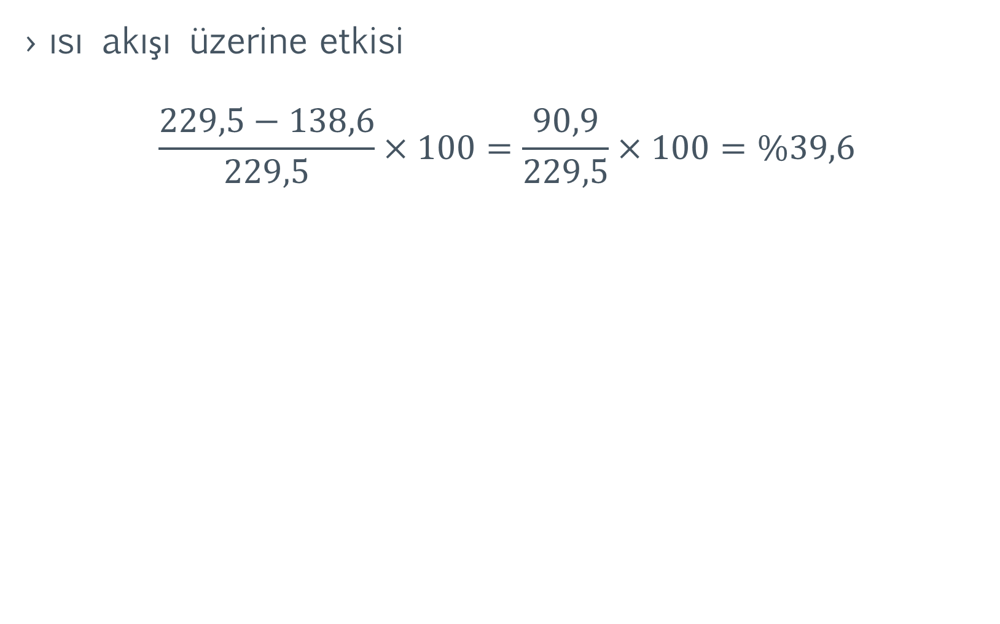 › ısı akışı üzerine etkisi
229,5 − 138,6
229,5
× 100 =
90,9
229,5
× 100 = %39,6